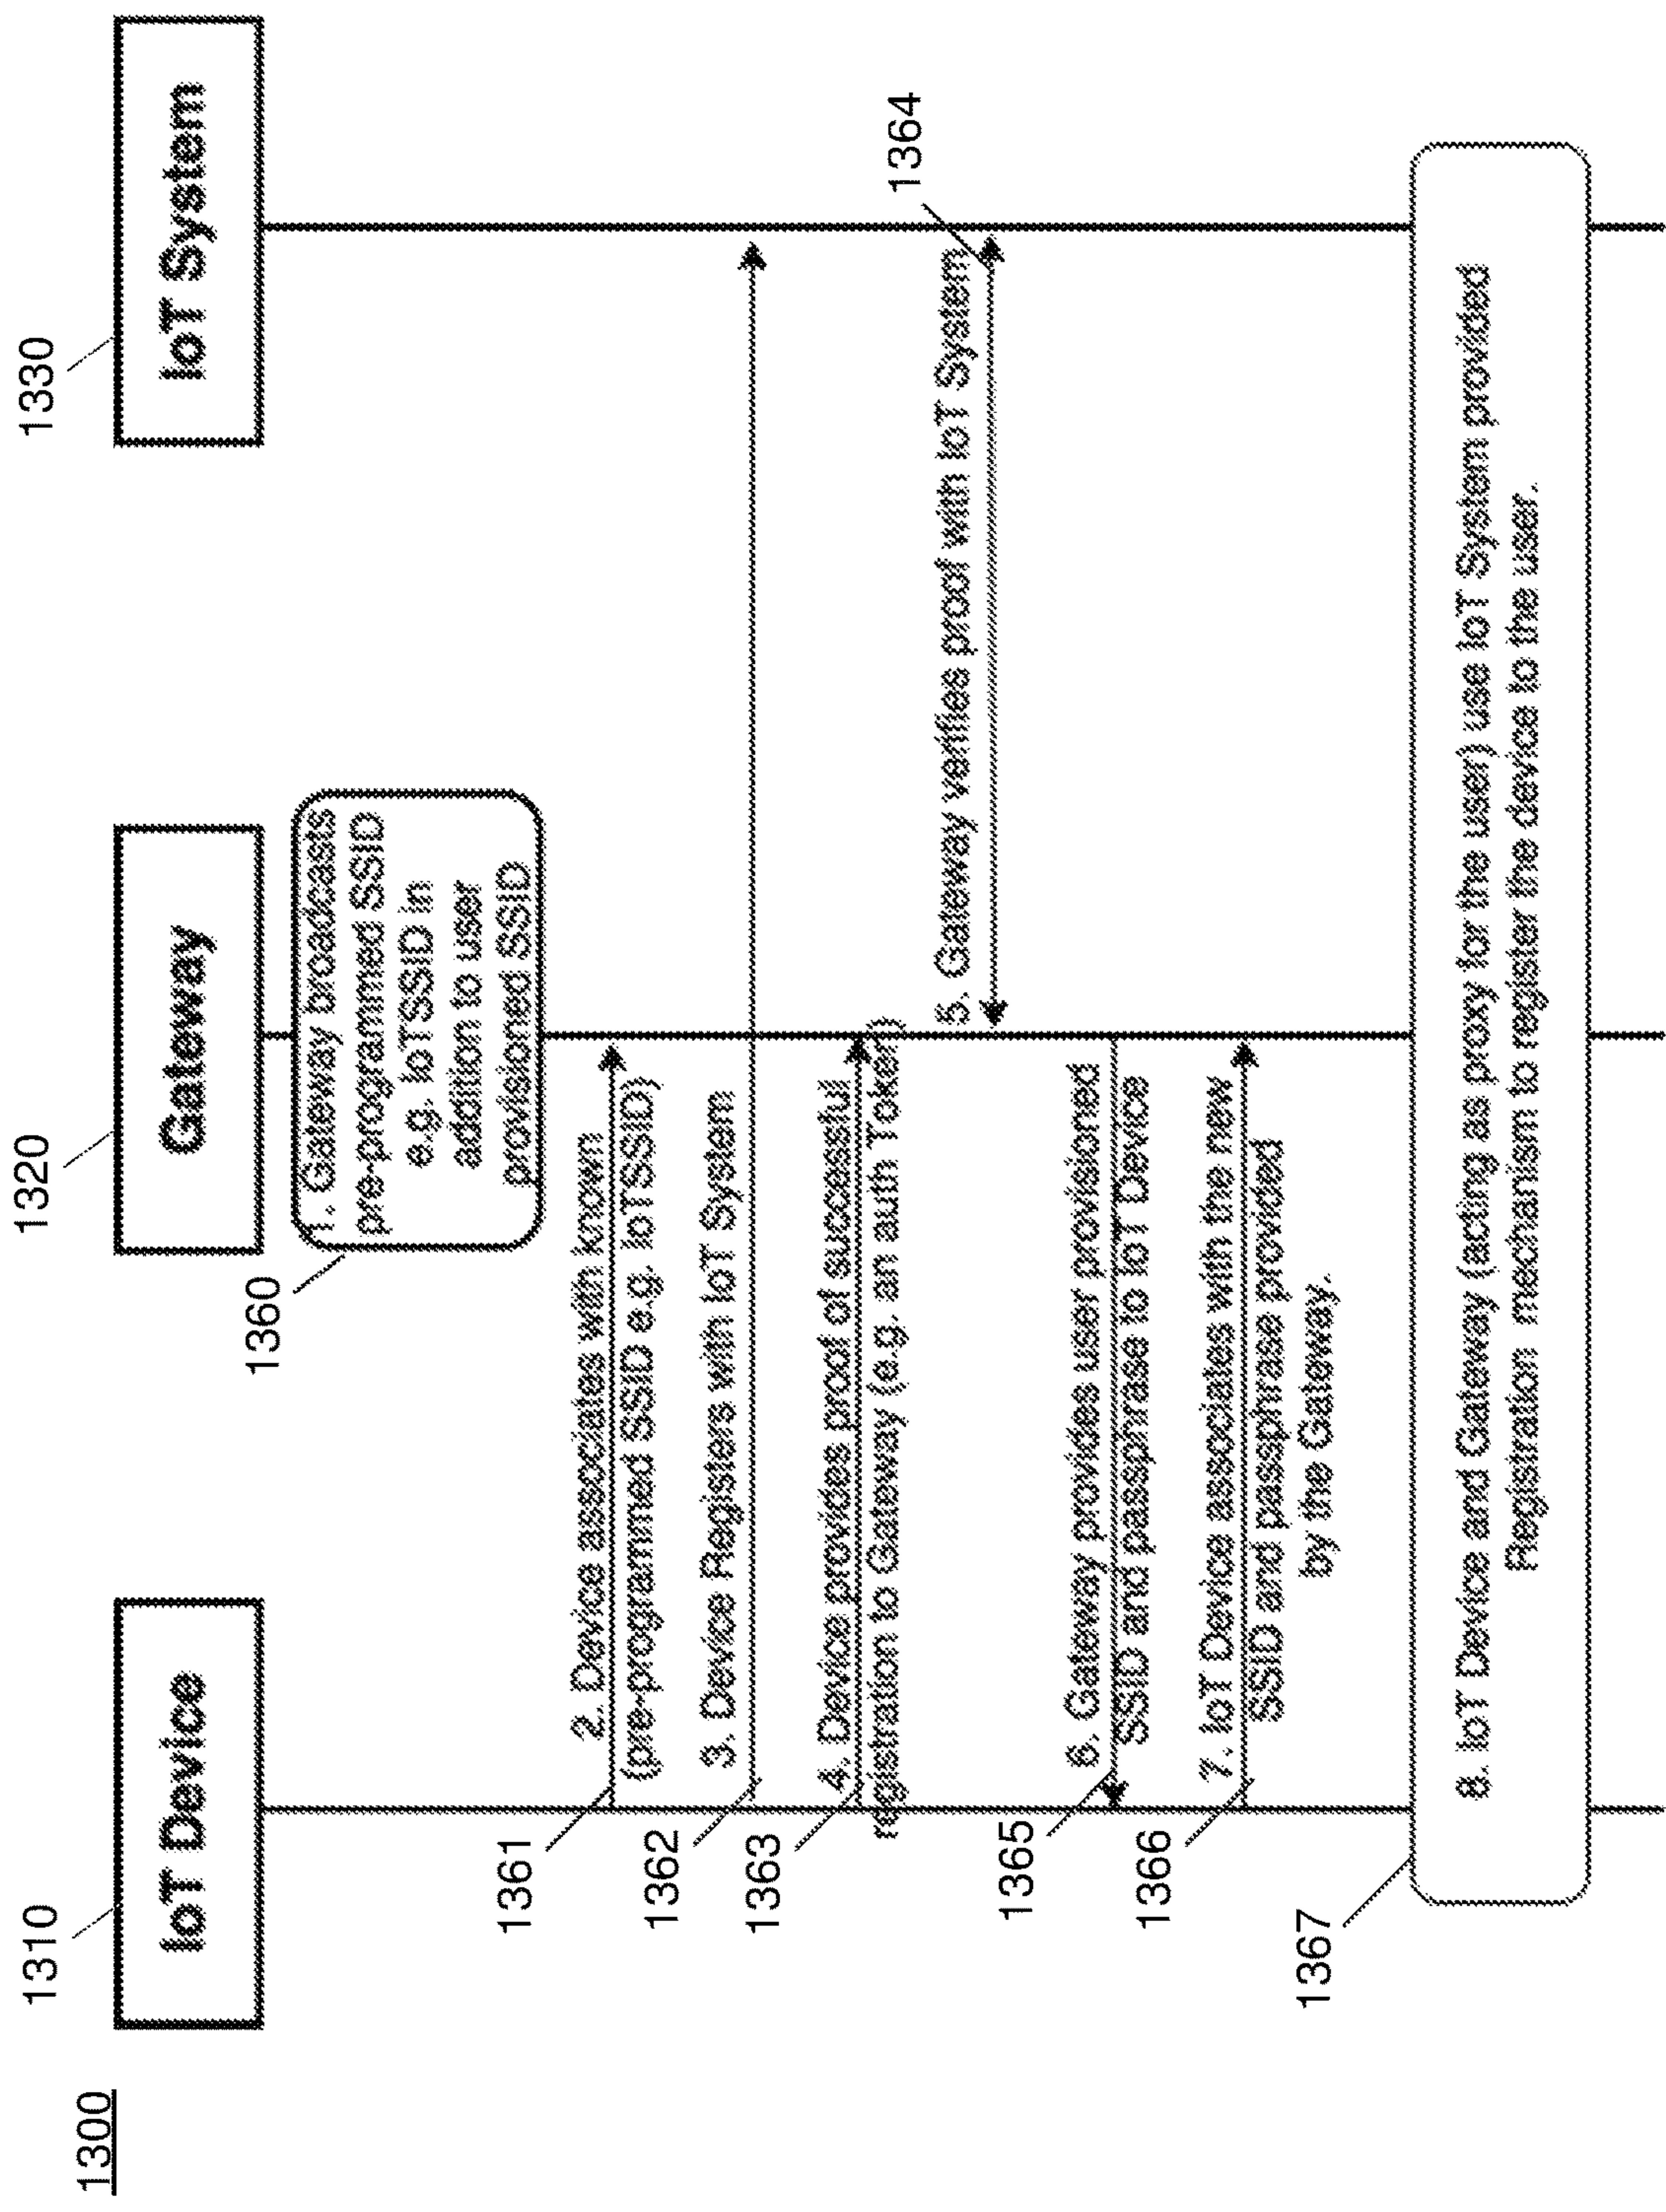 1300
1310
1320
1330
IoT Device
Gateway
IoT System
1360
1. Gateway broadcasts
pre-programmed SSID
e.g. IoTSSID in
addition to user
provisioned SSID
1361
2. Device associates with known
(pre-programmed SSID e.g. IoTSSID)
1362
3. Device Registers with IoT System
1363
4. Device provides proof of successful
registration to Gateway (e.g. an auth Token)
1364
5. Gateway verifies proof with IoT System
1365
6. Gateway provides user provisioned
SSID and passphrase to IoT Device
1366
7. IoT Device associates with the new
SSID and passphrase provided
by the Gateway.
1367
8. IoT Device and Gateway (acting as proxy for the user) use IoT System provided
Registration mechanism to register the device to the user.